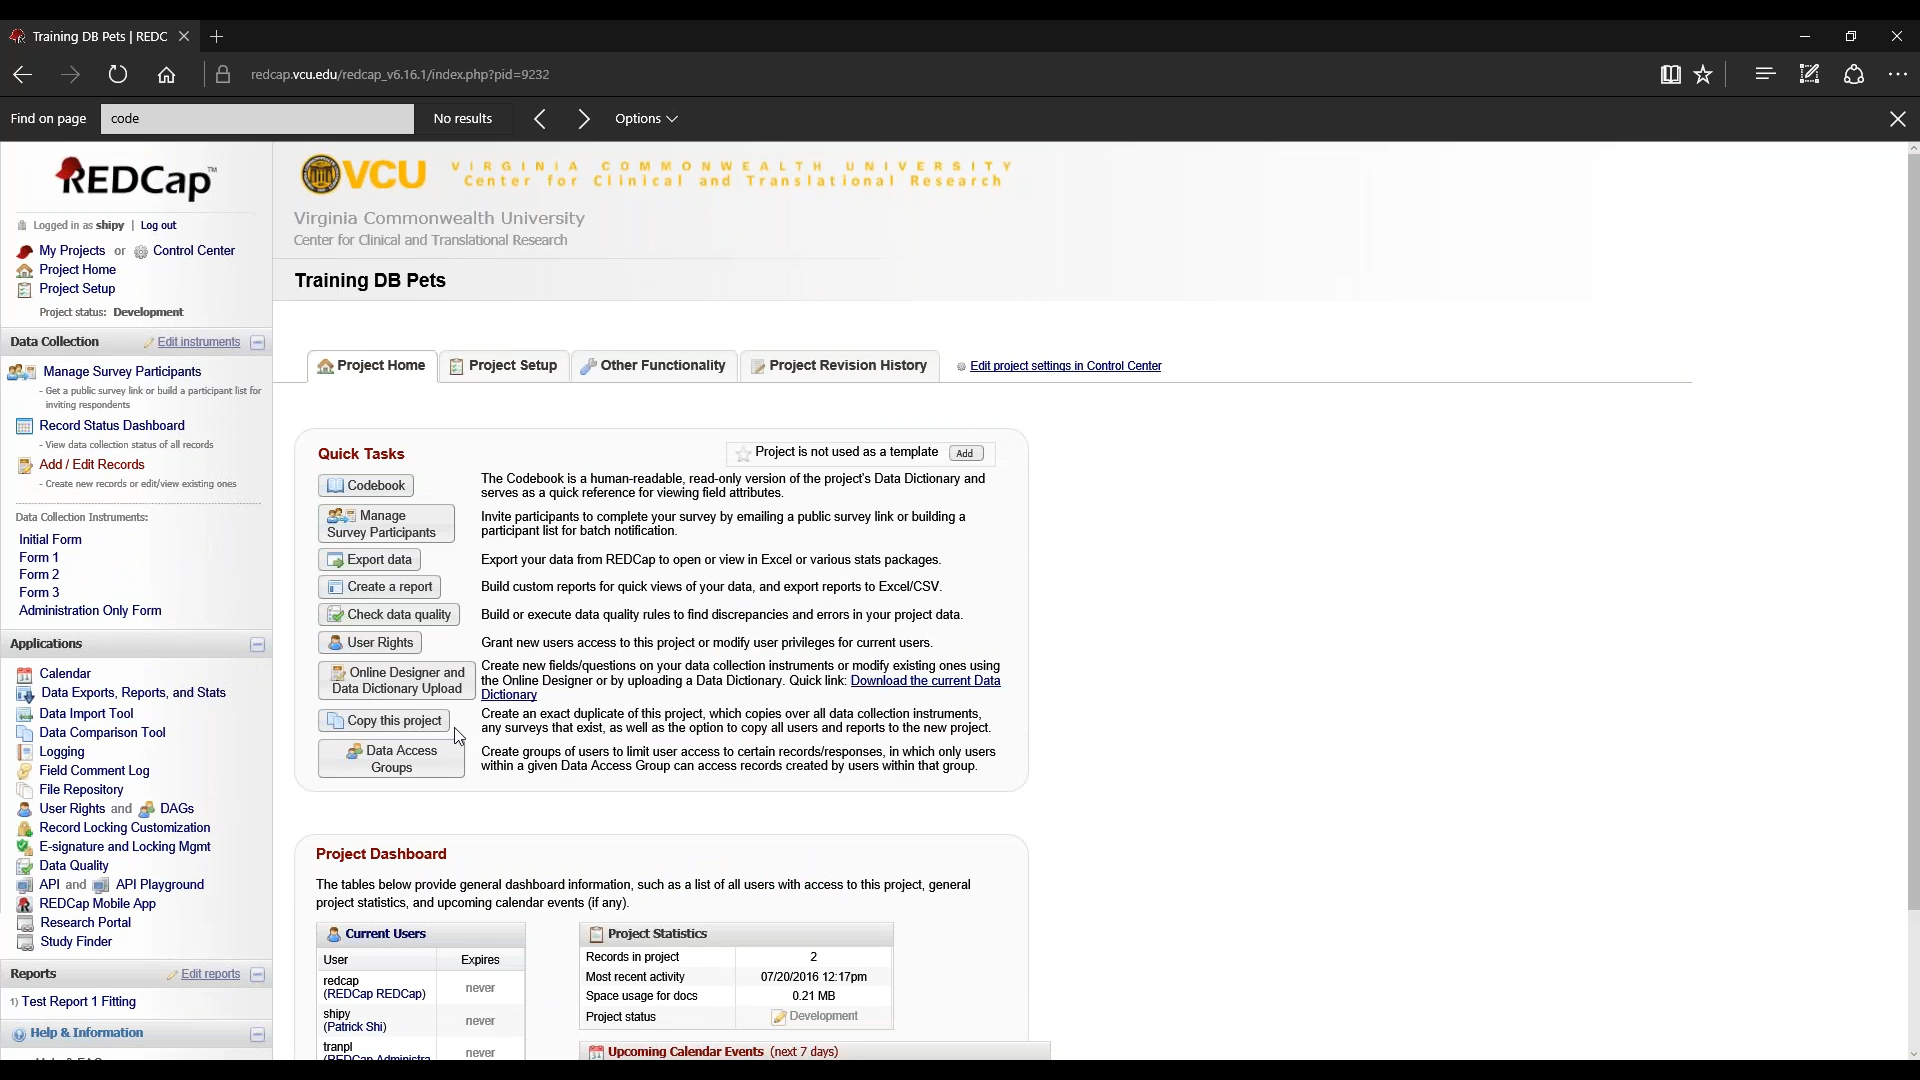 Training DB Pets | REDC
redcap.vcu.edu/redcap_v6.16.1/index.php?pid=9232
Find on page code No results Options
REDCap™
Logged in as shipy | Log out
My Projects or Control Center
Project Home
Project Setup
Project status: Development
Data Collection Edit instruments
Manage Survey Participants
- Get a public survey link or build a participant list for
inviting respondents
Record Status Dashboard
- View data collection status of all records
Add / Edit Records
- Create new records or edit/view existing ones
Data Collection Instruments:
Initial Form
Form 1
Form 2
Form 3
Administration Only Form
Applications
Calendar
Data Exports, Reports, and Stats
Data Import Tool
Data Comparison Tool
Logging
Field Comment Log
File Repository
User Rights and DAGs
Record Locking Customization
E-signature and Locking Mgmt
Data Quality
API and API Playground
REDCap Mobile App
Research Portal
Study Finder
Reports Edit reports
1) Test Report 1 Fitting
Help & Information
VCU VIRGINIA COMMONWEALTH UNIVERSITY
Center for Clinical and Translational Research
Virginia Commonwealth University
Center for Clinical and Translational Research
Training DB Pets
Project Home Project Setup Other Functionality Project Revision History Edit project settings in Control Center
Quick Tasks Project is not used as a template Add
Codebook
The Codebook is a human-readable, read-only version of the project's Data Dictionary and
serves as a quick reference for viewing field attributes.
Manage
Survey Participants
Invite participants to complete your survey by emailing a public survey link or building a
participant list for batch notification.
Export data Export your data from REDCap to open or view in Excel or various stats packages.
Create a report Build custom reports for quick views of your data, and export reports to Excel/CSV.
Check data quality Build or execute data quality rules to find discrepancies and errors in your project data.
User Rights Grant new users access to this project or modify user privileges for current users.
Online Designer and
Data Dictionary Upload
Create new fields/questions on your data collection instruments or modify existing ones using
the Online Designer or by uploading a Data Dictionary. Quick link: Download the current Data
Dictionary
Copy this project
Create an exact duplicate of this project, which copies over all data collection instruments,
any surveys that exist, as well as the option to copy all users and reports to the new project.
Data Access
Groups
Create groups of users to limit user access to certain records/responses, in which only users
within a given Data Access Group can access records created by users within that group.
Project Dashboard
The tables below provide general dashboard information, such as a list of all users with access to this project, general
project statistics, and upcoming calendar events (if any).
Current Users
User Expires
redcap
(REDCap REDCap) never
shipy
(Patrick Shi) never
tranpl
(REDCap Administra never
Project Statistics
Records in project 2
Most recent activity 07/20/2016 12:17pm
Space usage for docs 0.21 MB
Project status Development
Upcoming Calendar Events (next 7 days)